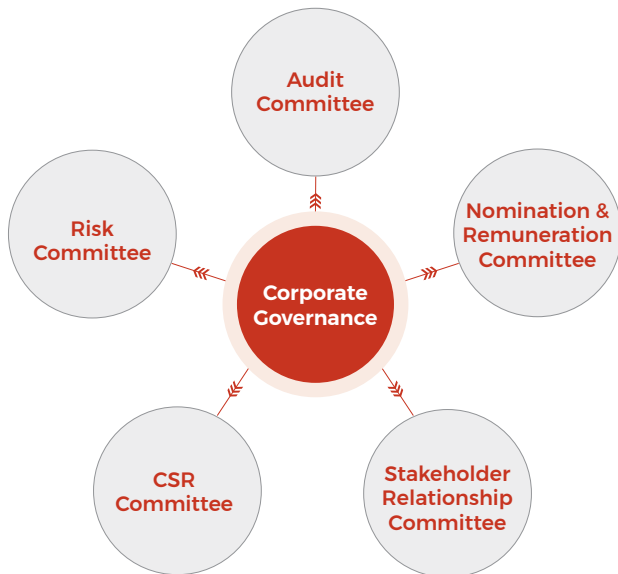 Audit
Committee
Risk
Committee
Nomination &
Remuneration
Committee
Corporate
Governance
CSR
Committee
Stakeholder
Relationship
Committee